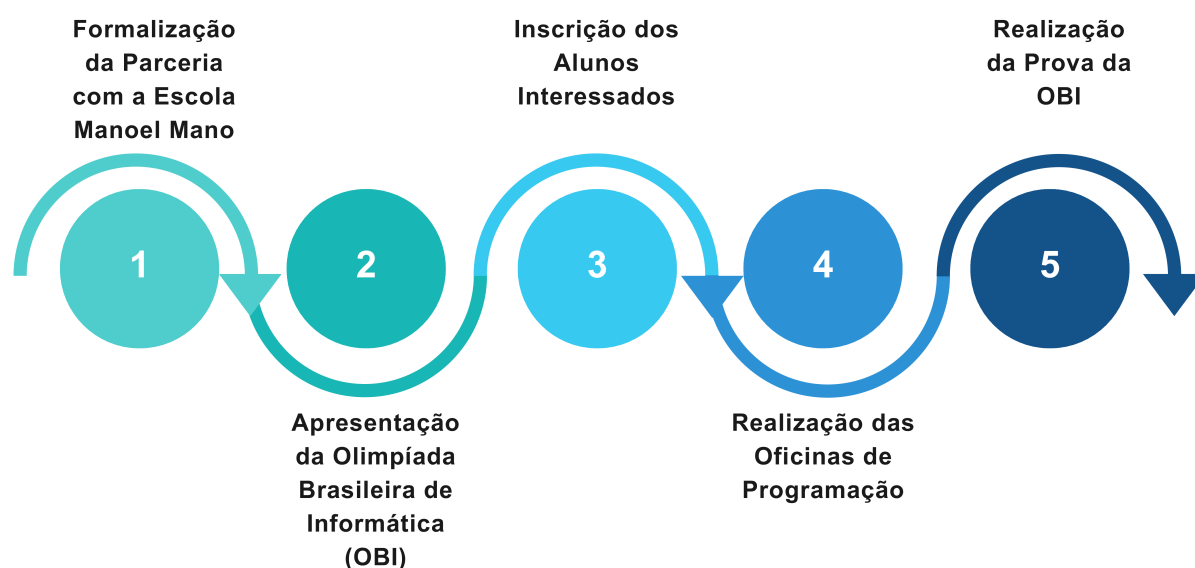 Formalização
da Parceria
com a Escola
Manoel Mano
1
2
Apresentação
da Olimpíada
Brasileira de
Informática
(OBI)
Inscrição dos
Alunos
Interessados
3
4
Realização das
Oficinas de
Programação
Realização
da Prova da
OBI
5